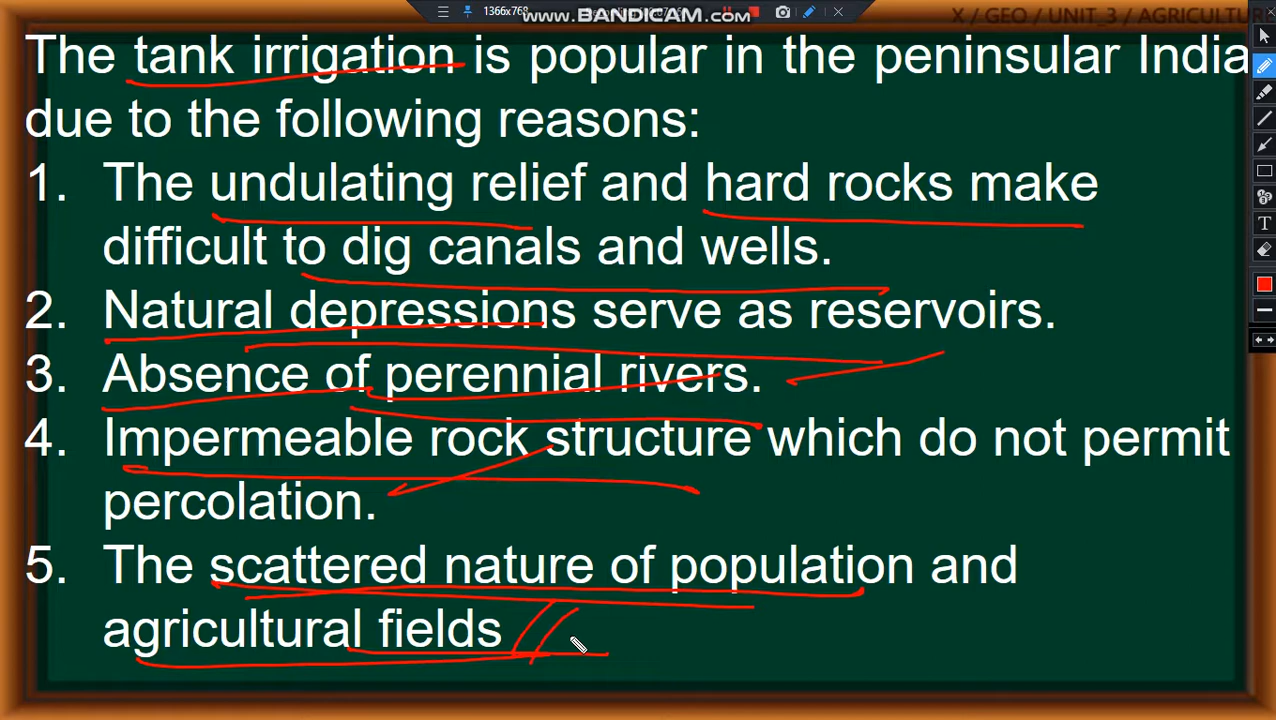 1366x768
www.BANDICAM.com
X / GEO / UNIT_3 / AGRICULTURE
The tank irrigation is popular in the peninsular India
due to the following reasons:
1. The undulating relief and hard rocks make
difficult to dig canals and wells.
2. Natural depressions serve as reservoirs.
3. Absence of perennial rivers.
4. Impermeable rock structure which do not permit
percolation.
5. The scattered nature of population and
agricultural fields